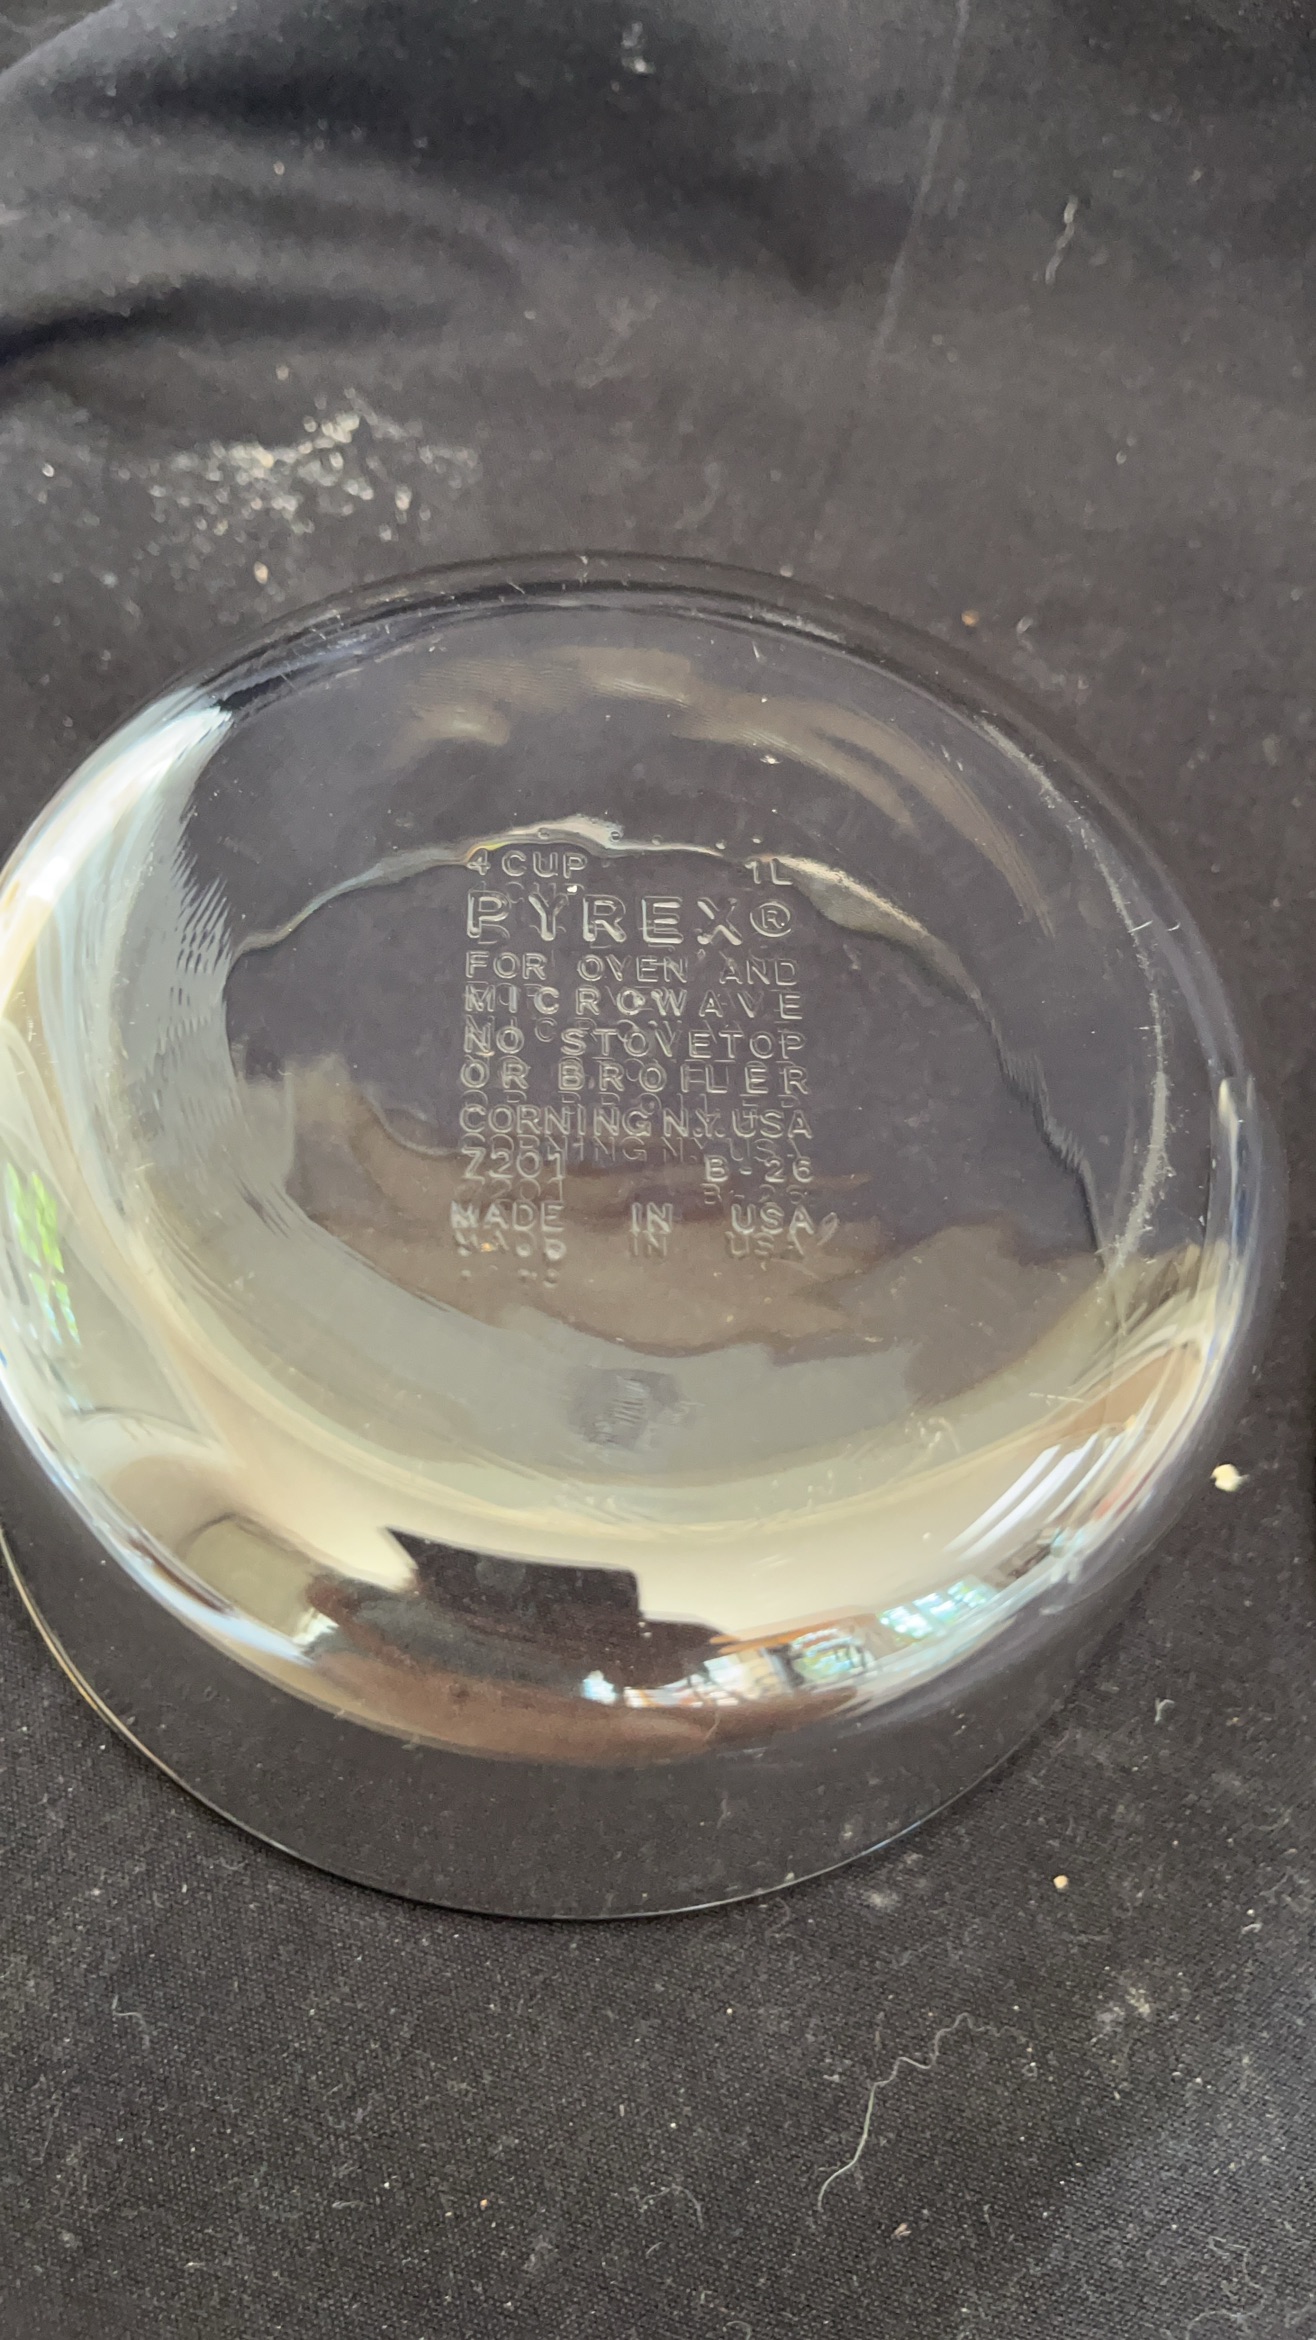 4 CUP 1L
PYREX®
FOR OVEN AND
MICROWAVE
NO STOVETOP
OR BROILER
CORNING N.Y. USA
Z201 B-26
MADE IN USA